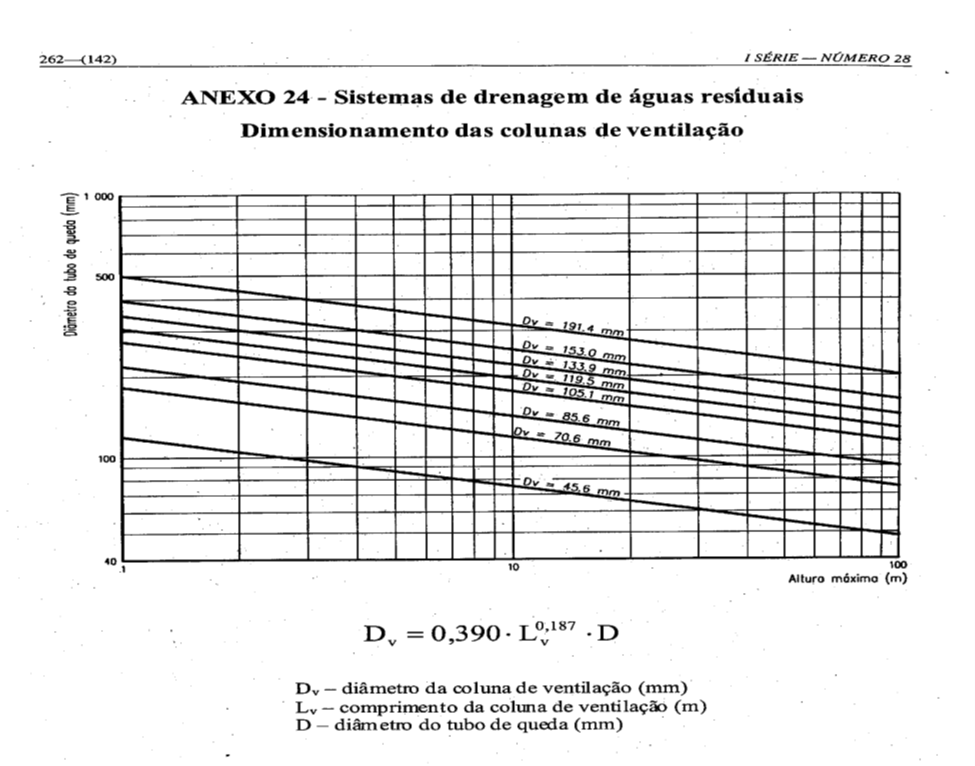 262—(142)
I SÉRIE — NÚMERO 28
ANEXO 24 - Sistemas de drenagem de águas residuais
Dimensionamento das colunas de ventilação
Diâmetro do tubo de queda (mm)
1 000
500
100
40
Dv = 191.4 mm
Dv = 153.0 mm
Dv = 133.9 mm
Dv = 119.5 mm
Dv = 105.1 mm
Dv = 85.6 mm
Dv = 70.6 mm
Dv = 45.6 mm
.1
10
100
Altura máxima (m)
Dᵥ = 0,390 · Lᵥ^0,187 · D
Dᵥ – diâmetro da coluna de ventilação (mm)
Lᵥ – comprimento da coluna de ventilação (m)
D – diâmetro do tubo de queda (mm)